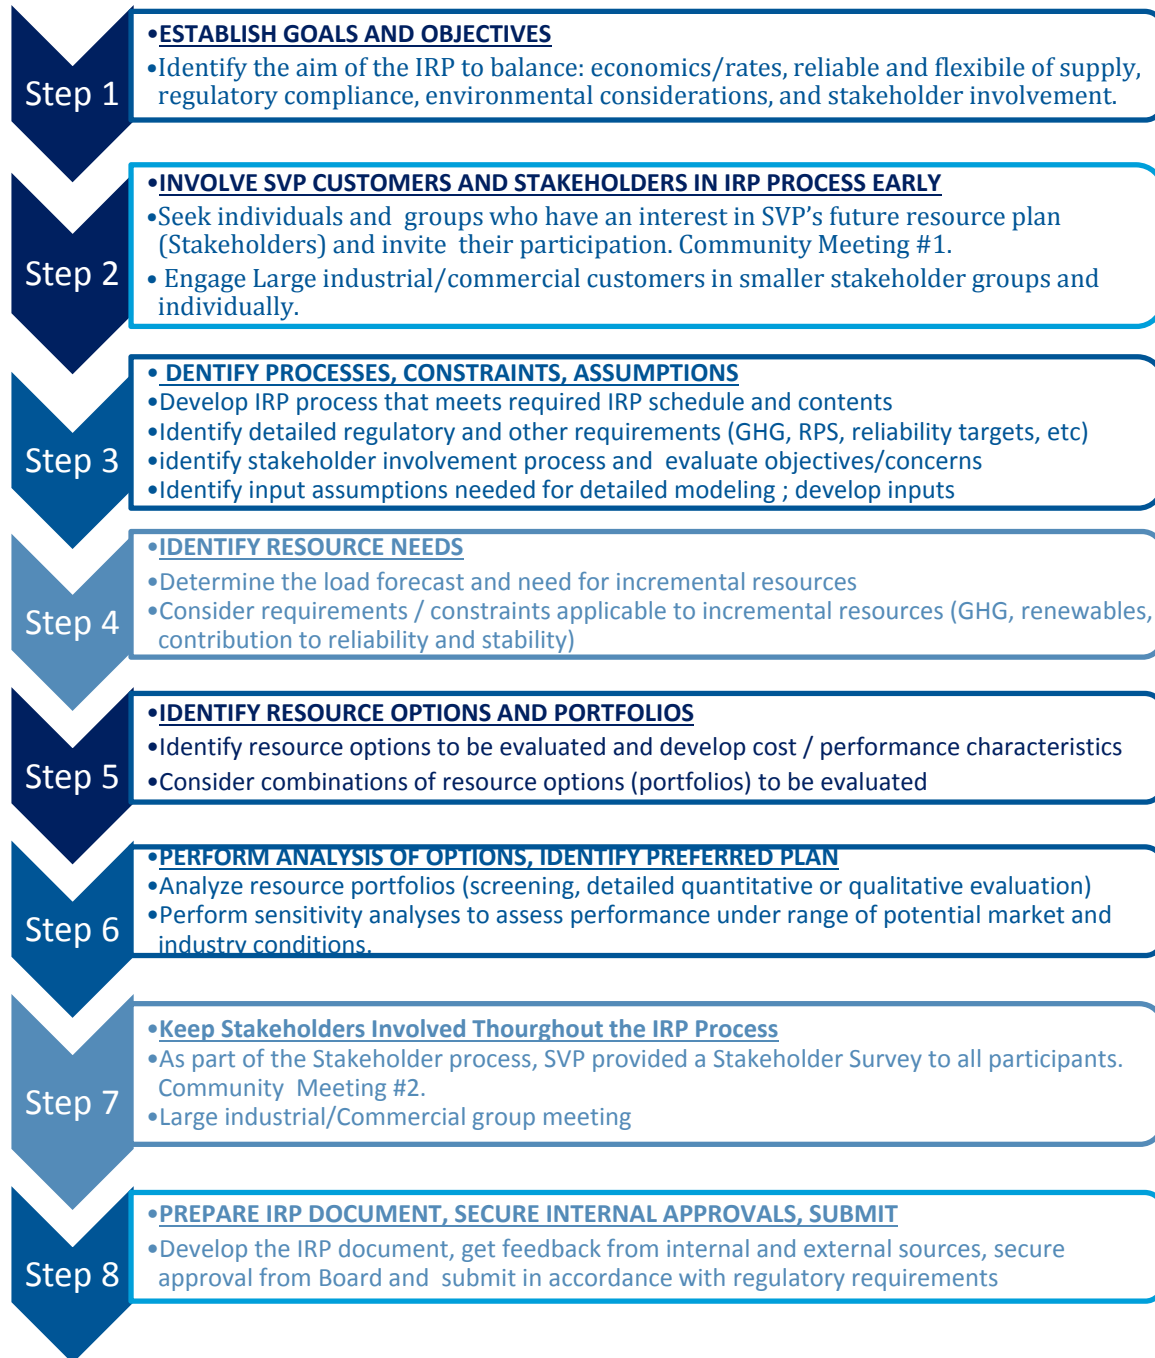 Step 1
•ESTABLISH GOALS AND OBJECTIVES
•Identify the aim of the IRP to balance: economics/rates, reliable and flexibile of supply,
regulatory compliance, environmental considerations, and stakeholder involvement.
Step 2
•INVOLVE SVP CUSTOMERS AND STAKEHOLDERS IN IRP PROCESS EARLY
•Seek individuals and groups who have an interest in SVP's future resource plan
(Stakeholders) and invite their participation. Community Meeting #1.
• Engage Large industrial/commercial customers in smaller stakeholder groups and
individually.
Step 3
• DENTIFY PROCESSES, CONSTRAINTS, ASSUMPTIONS
•Develop IRP process that meets required IRP schedule and contents
•Identify detailed regulatory and other requirements (GHG, RPS, reliability targets, etc)
•identify stakeholder involvement process and evaluate objectives/concerns
•Identify input assumptions needed for detailed modeling ; develop inputs
Step 4
•IDENTIFY RESOURCE NEEDS
•Determine the load forecast and need for incremental resources
•Consider requirements / constraints applicable to incremental resources (GHG, renewables,
contribution to reliability and stability)
Step 5
•IDENTIFY RESOURCE OPTIONS AND PORTFOLIOS
•Identify resource options to be evaluated and develop cost / performance characteristics
•Consider combinations of resource options (portfolios) to be evaluated
Step 6
•PERFORM ANALYSIS OF OPTIONS, IDENTIFY PREFERRED PLAN
•Analyze resource portfolios (screening, detailed quantitative or qualitative evaluation)
•Perform sensitivity analyses to assess performance under range of potential market and
industry conditions.
Step 7
•Keep Stakeholders Involved Thourghout the IRP Process
•As part of the Stakeholder process, SVP provided a Stakeholder Survey to all participants.
Community Meeting #2.
•Large industrial/Commercial group meeting
Step 8
•PREPARE IRP DOCUMENT, SECURE INTERNAL APPROVALS, SUBMIT
•Develop the IRP document, get feedback from internal and external sources, secure
approval from Board and submit in accordance with regulatory requirements